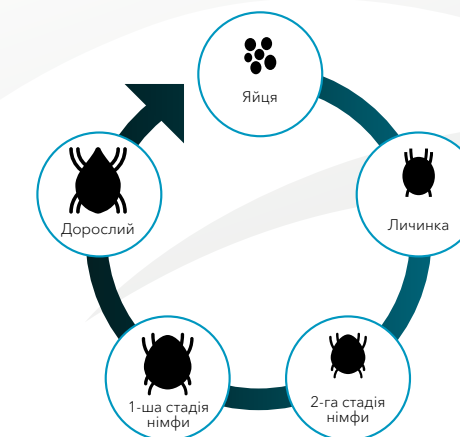 Яйця
Личинка
2-га стадія
німфи
1-ша стадія
німфи
Дорослий